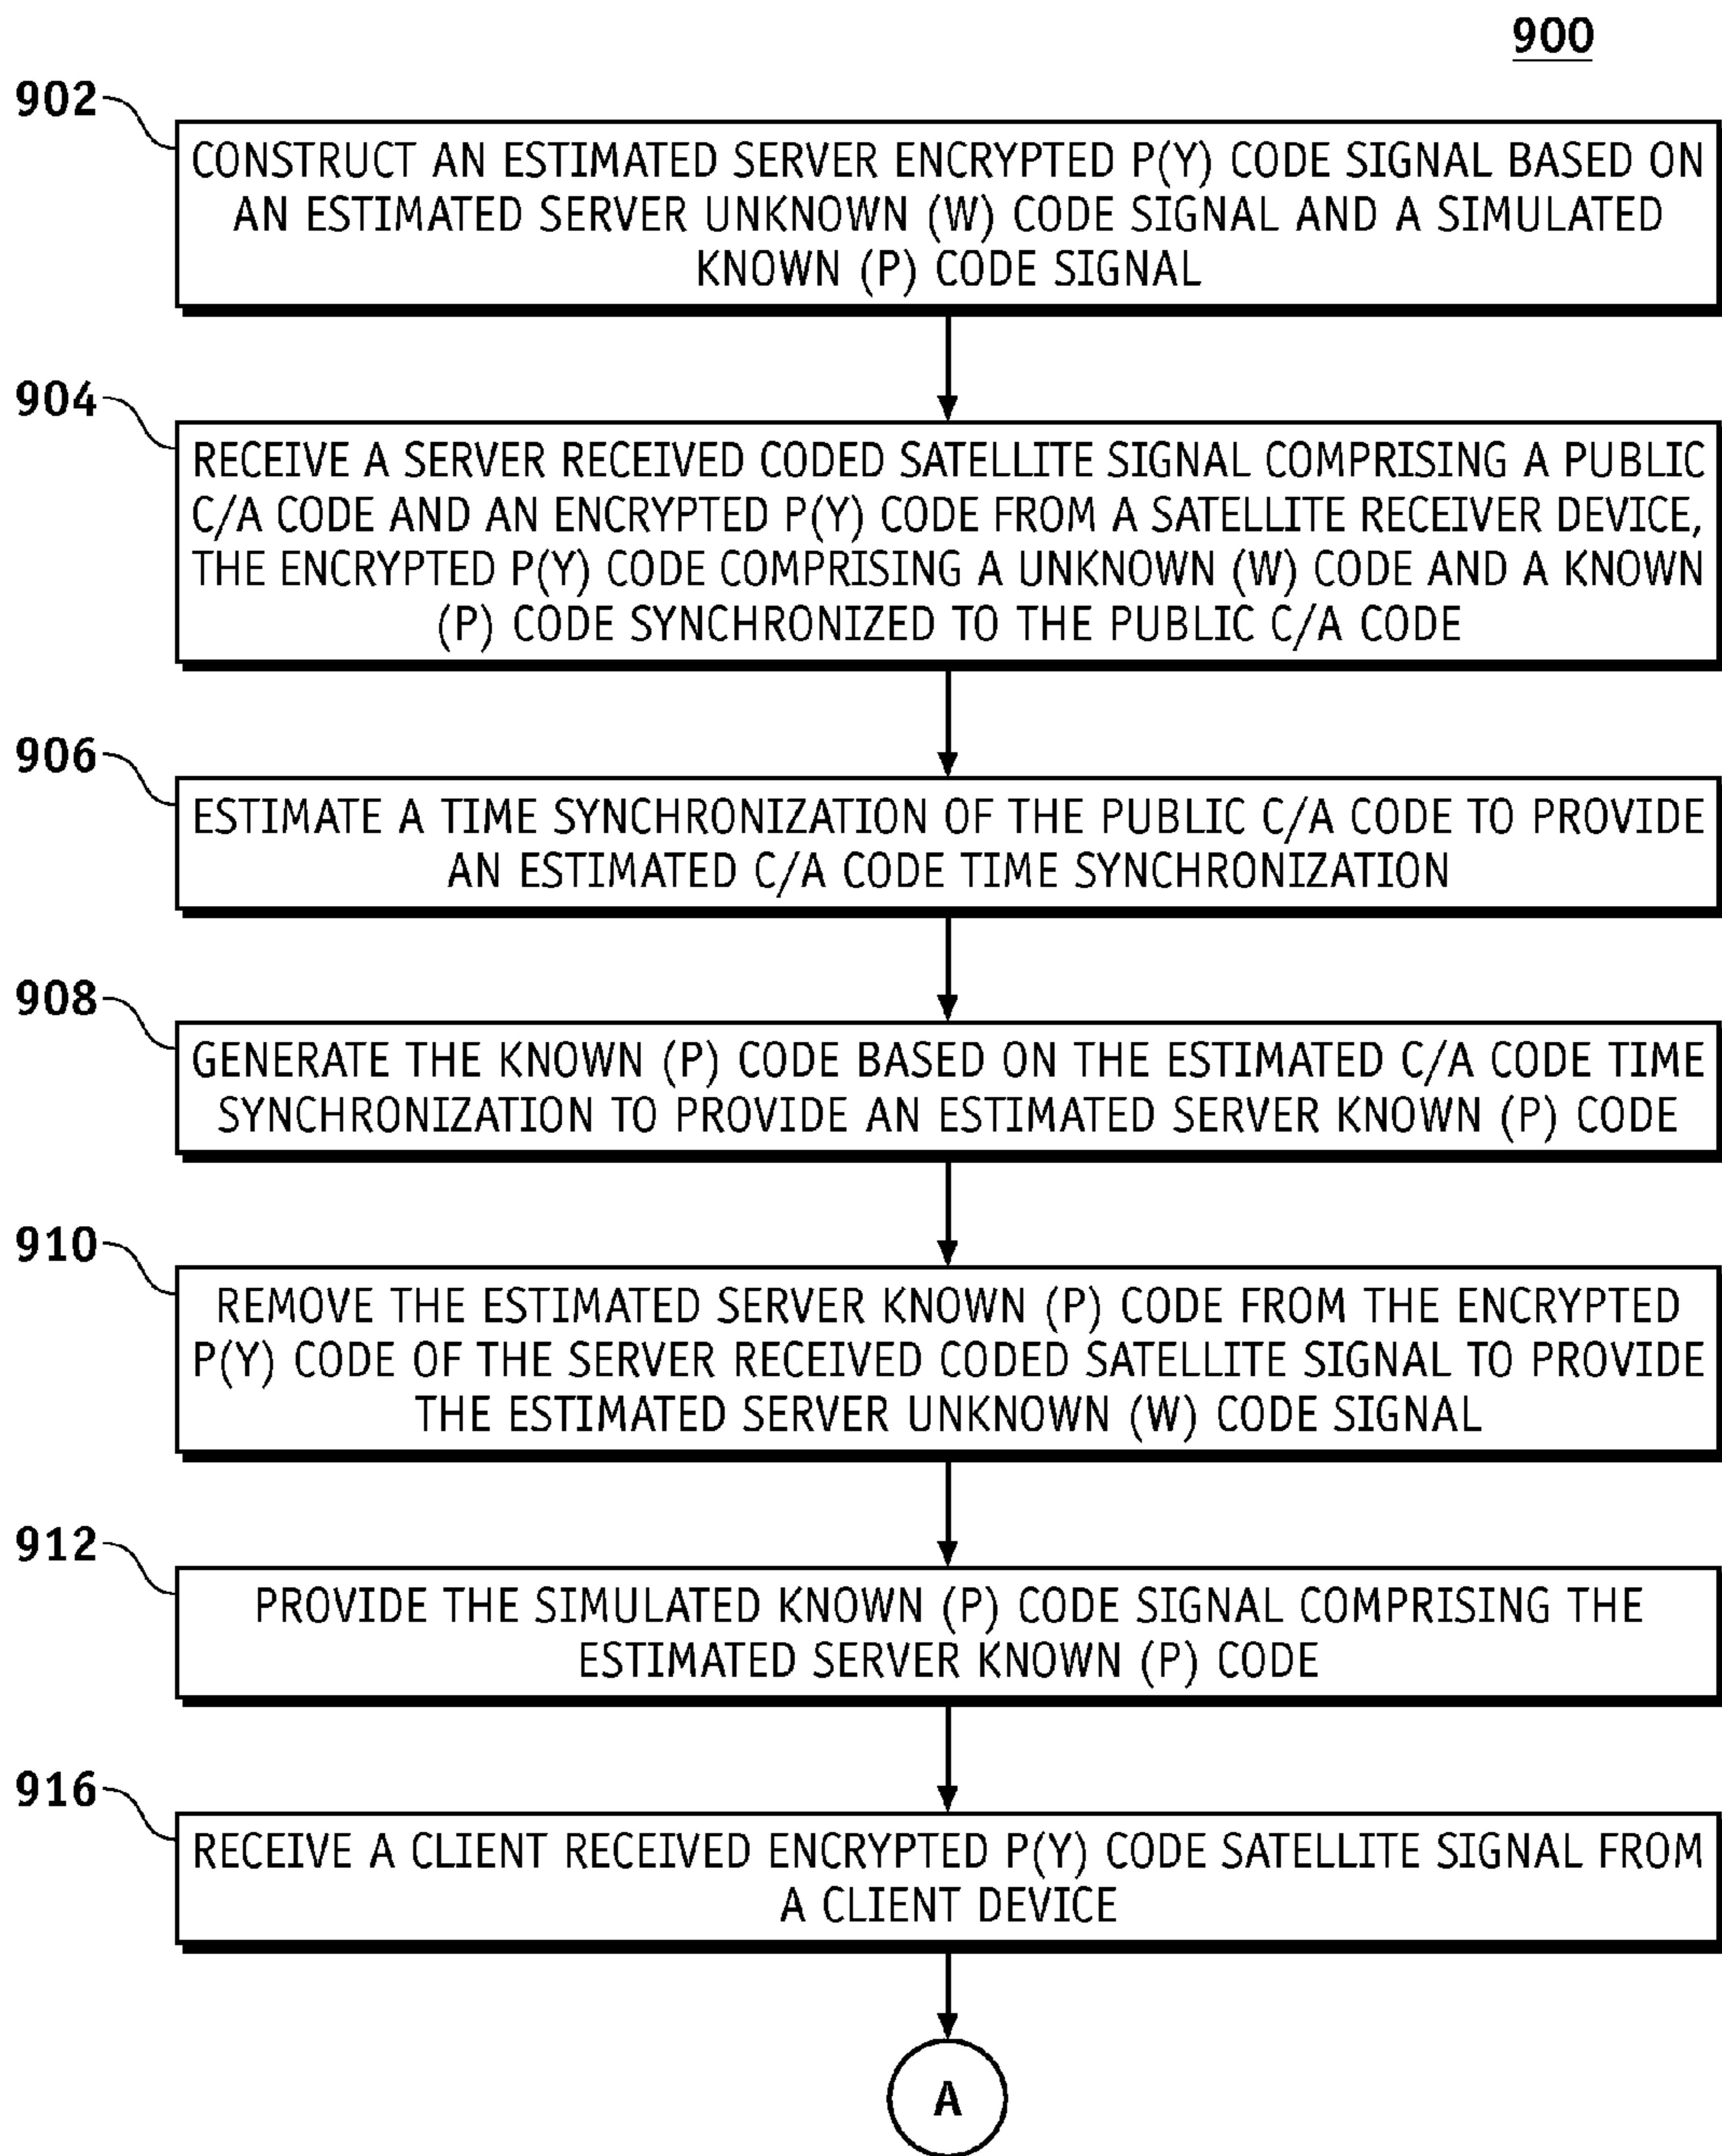 900
902
CONSTRUCT AN ESTIMATED SERVER ENCRYPTED P(Y) CODE SIGNAL BASED ON
AN ESTIMATED SERVER UNKNOWN (W) CODE SIGNAL AND A SIMULATED
KNOWN (P) CODE SIGNAL
904
RECEIVE A SERVER RECEIVED CODED SATELLITE SIGNAL COMPRISING A PUBLIC
C/A CODE AND AN ENCRYPTED P(Y) CODE FROM A SATELLITE RECEIVER DEVICE,
THE ENCRYPTED P(Y) CODE COMPRISING A UNKNOWN (W) CODE AND A KNOWN
(P) CODE SYNCHRONIZED TO THE PUBLIC C/A CODE
906
ESTIMATE A TIME SYNCHRONIZATION OF THE PUBLIC C/A CODE TO PROVIDE
AN ESTIMATED C/A CODE TIME SYNCHRONIZATION
908
GENERATE THE KNOWN (P) CODE BASED ON THE ESTIMATED C/A CODE TIME
SYNCHRONIZATION TO PROVIDE AN ESTIMATED SERVER KNOWN (P) CODE
910
REMOVE THE ESTIMATED SERVER KNOWN (P) CODE FROM THE ENCRYPTED
P(Y) CODE OF THE SERVER RECEIVED CODED SATELLITE SIGNAL TO PROVIDE
THE ESTIMATED SERVER UNKNOWN (W) CODE SIGNAL
912
PROVIDE THE SIMULATED KNOWN (P) CODE SIGNAL COMPRISING THE
ESTIMATED SERVER KNOWN (P) CODE
916
RECEIVE A CLIENT RECEIVED ENCRYPTED P(Y) CODE SATELLITE SIGNAL FROM
A CLIENT DEVICE
A